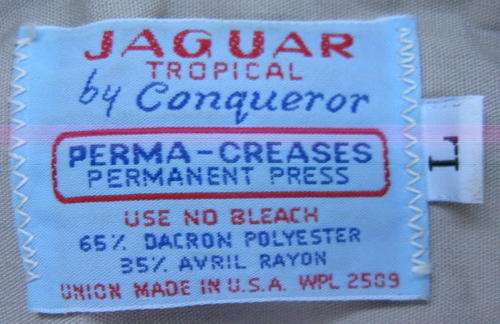 JAGUAR
TROPICAL
by Conqueror
PERMA-CREASES
PERMANENT PRESS
USE NO BLEACH
65% DACRON POLYESTER
35% AVRIL RAYON
UNION MADE IN U.S.A. WPL 2509
L